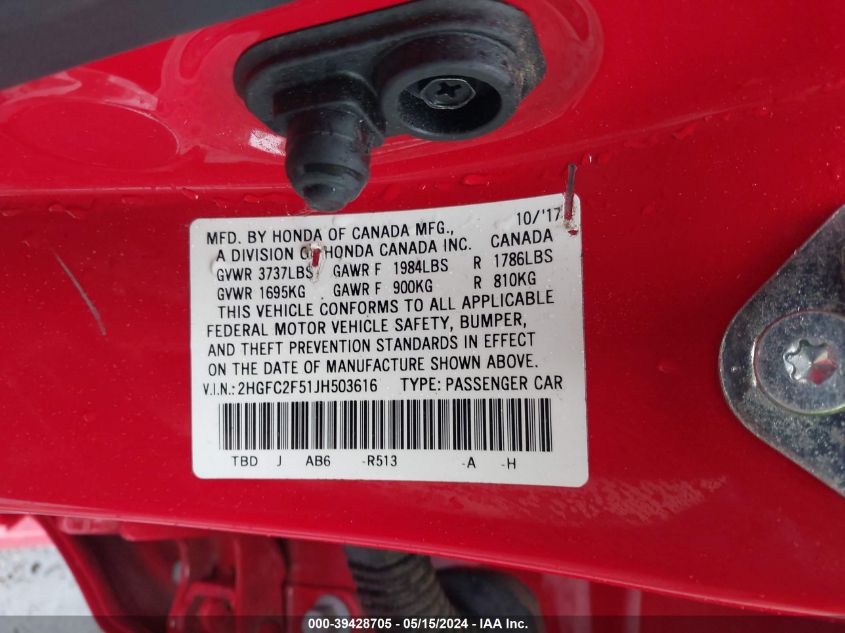 10/'17
MFD. BY HONDA OF CANADA MFG.,
A DIVISION OF HONDA CANADA INC. CANADA
GVWR 3737LBS GAWR F 1984LBS R 1786LBS
GVWR 1695KG GAWR F 900KG R 810KG
THIS VEHICLE CONFORMS TO ALL APPLICABLE
FEDERAL MOTOR VEHICLE SAFETY, BUMPER,
AND THEFT PREVENTION STANDARDS IN EFFECT
ON THE DATE OF MANUFACTURE SHOWN ABOVE.
V.I.N.: 2HGFC2F51JH503616 TYPE: PASSENGER CAR
TBD J AB6 -R513 -A -H
000-39428705 - 05/15/2024 - IAA Inc.